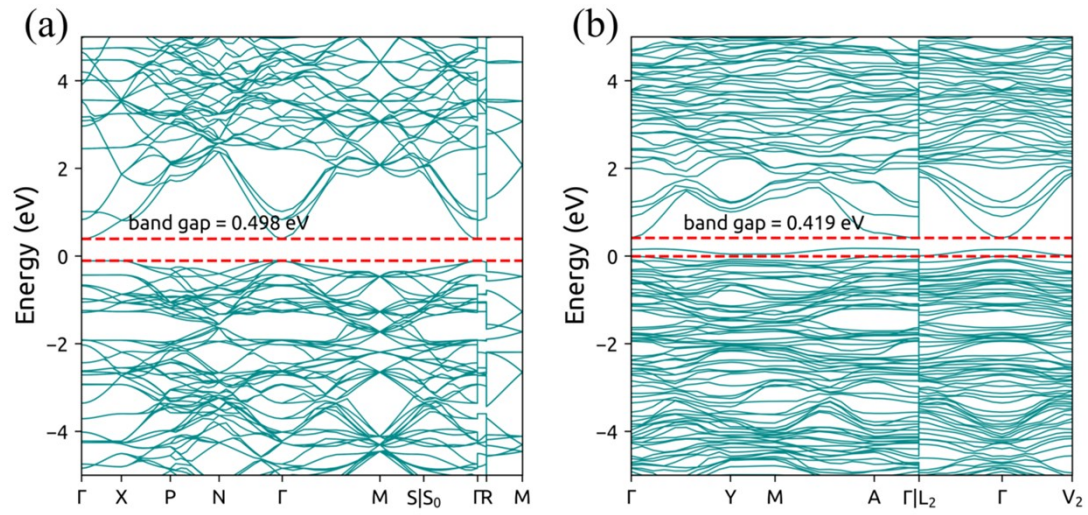 (a)
Energy (eV)
4
2
0
−2
−4
band gap = 0.498 eV
Γ X P N Γ M S|S₀ Γ R M
(b)
Energy (eV)
4
2
0
−2
−4
band gap = 0.419 eV
Γ Y M A Γ|L₂ Γ V₂